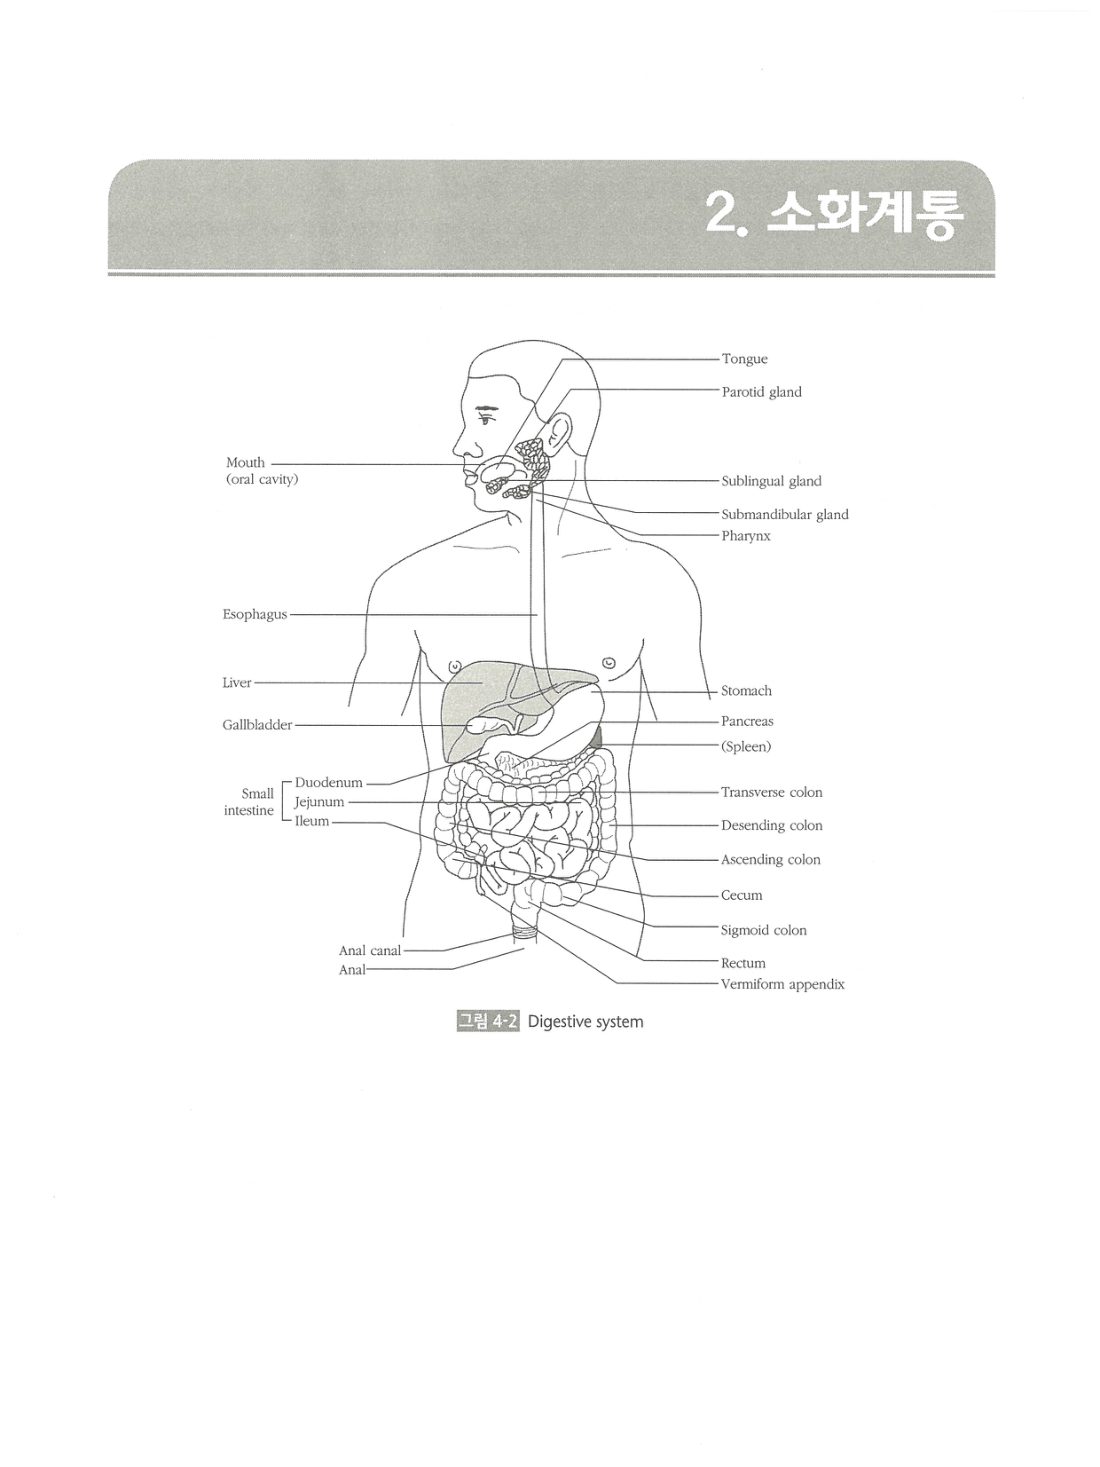 2. 소화계통
Tongue
Parotid gland
Mouth
(oral cavity)
Sublingual gland
Submandibular gland
Pharynx
Esophagus
Liver
Stomach
Gallbladder
Pancreas
(Spleen)
Small
intestine
Duodenum
Jejunum
Ileum
Transverse colon
Desending colon
Ascending colon
Cecum
Sigmoid colon
Anal canal
Anal
Rectum
Vermiform appendix
그림 4-2 Digestive system